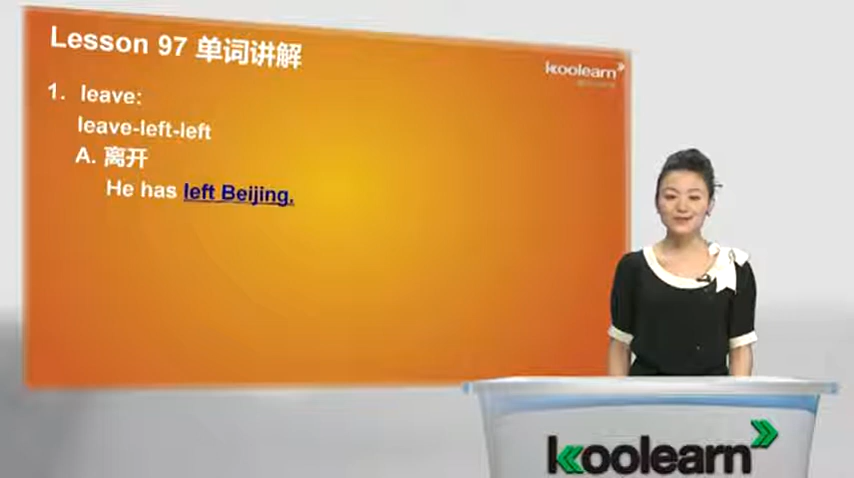 Lesson 97 单词讲解
koolearn
1. leave:
leave-left-left
A. 离开
He has left Beijing.
koolearn